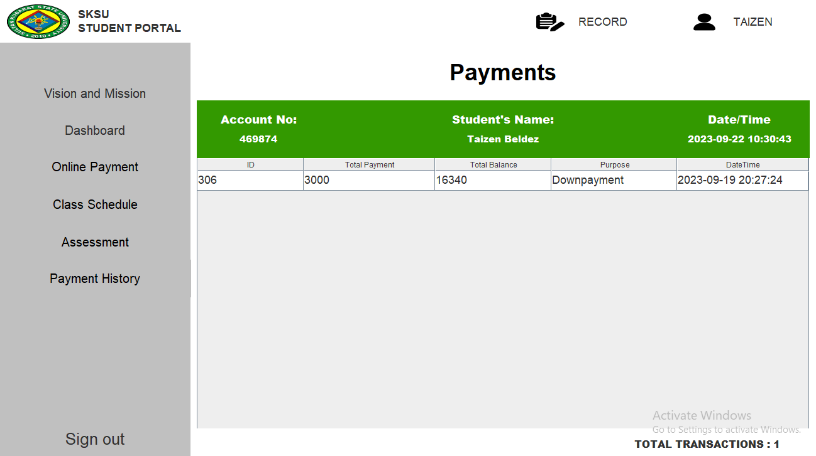 SKSU
STUDENT PORTAL
RECORD
TAIZEN
Vision and Mission
Dashboard
Online Payment
Class Schedule
Assessment
Payment History
Sign out
Payments
Account No: Student's Name: Date/Time
469874 Taizen Beldez 2023-09-22 10:30:43
ID Total Payment Total Balance Purpose DateTime
306 3000 16340 Downpayment 2023-09-19 20:27:24
Activate Windows
Go to Settings to activate Windows.
TOTAL TRANSACTIONS : 1